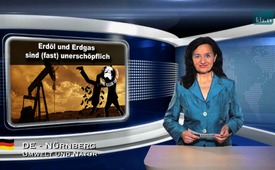 Erdöl und Erdgas
sind (fast) unerschöpflich
DE - NÜRNBERG
UMWELT UND NATUR